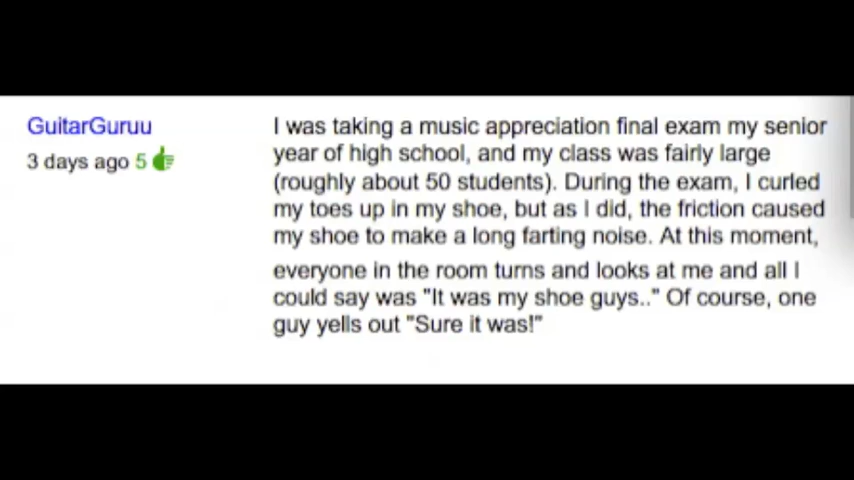 GuitarGuruu
3 days ago 5
I was taking a music appreciation final exam my senior
year of high school, and my class was fairly large
(roughly about 50 students). During the exam, I curled
my toes up in my shoe, but as I did, the friction caused
my shoe to make a long farting noise. At this moment,
everyone in the room turns and looks at me and all I
could say was "It was my shoe guys.." Of course, one
guy yells out "Sure it was!"